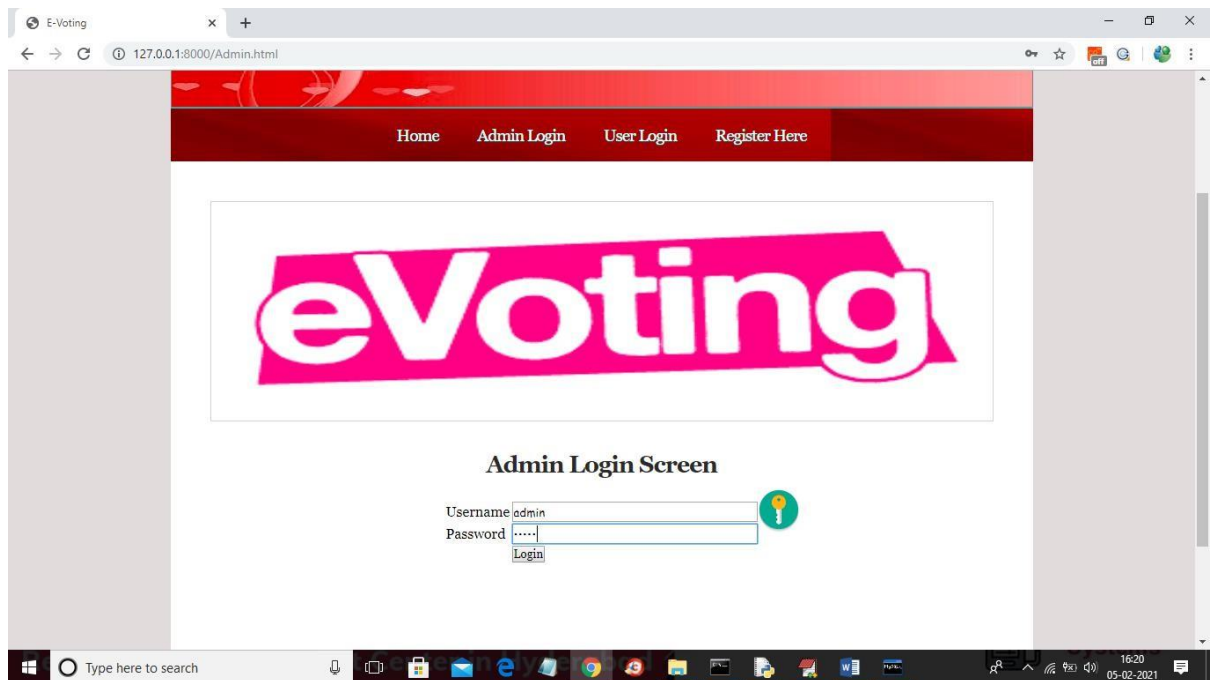 E-Voting
127.0.0.1:8000/Admin.html
off
Home Admin Login User Login Register Here
eVoting
Admin Login Screen
Username admin
Password •••••
Login
Type here to search
16:20
05-02-2021